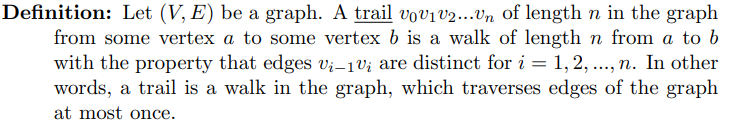 Definition: Let (V, E) be a graph. A trail v₀v₁v₂...vₙ of length n in the graph
from some vertex a to some vertex b is a walk of length n from a to b
with the property that edges vᵢ₋₁vᵢ are distinct for i = 1, 2, ..., n. In other
words, a trail is a walk in the graph, which traverses edges of the graph
at most once.